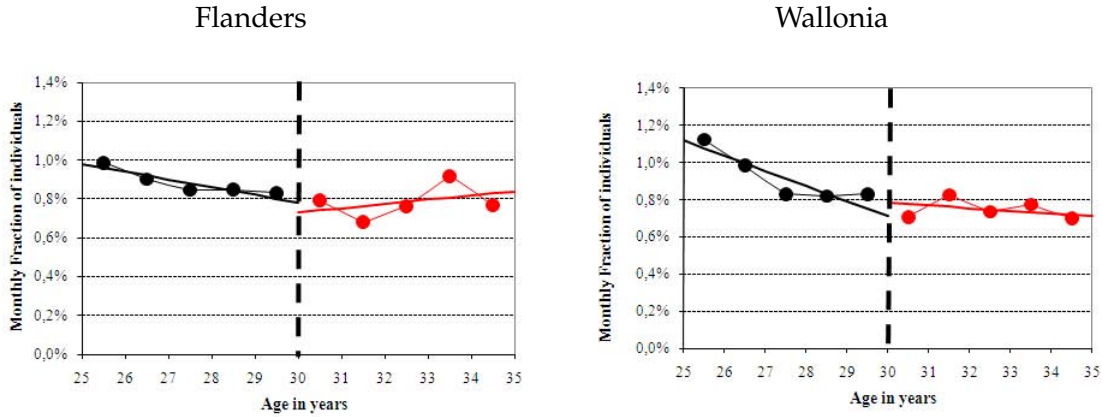 Flanders
Monthly Fraction of individuals
1,4%
1,2%
1,0%
0,8%
0,6%
0,4%
0,2%
0,0%
25 26 27 28 29 30 31 32 33 34 35
Age in years
Wallonia
Monthly Fraction of individuals
1,4%
1,2%
1,0%
0,8%
0,6%
0,4%
0,2%
0,0%
25 26 27 28 29 30 31 32 33 34 35
Age in years